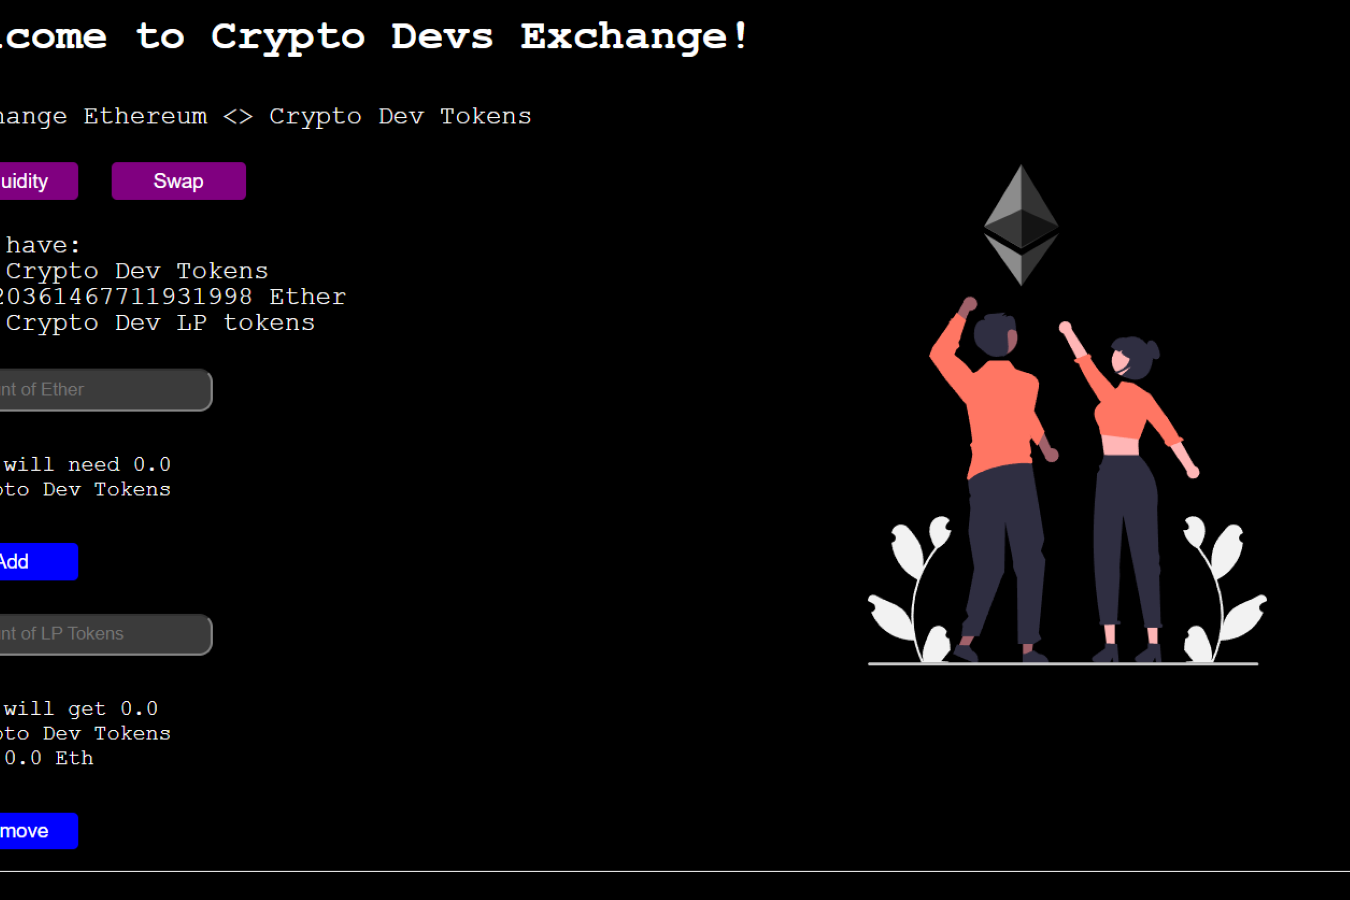 lcome to Crypto Devs Exchange!
hange Ethereum <> Crypto Dev Tokens
uidity Swap
have:
Crypto Dev Tokens
20361467711931998 Ether
Crypto Dev LP tokens
nt of Ether
will need 0.0
pto Dev Tokens
Add
nt of LP Tokens
will get 0.0
pto Dev Tokens
0.0 Eth
move